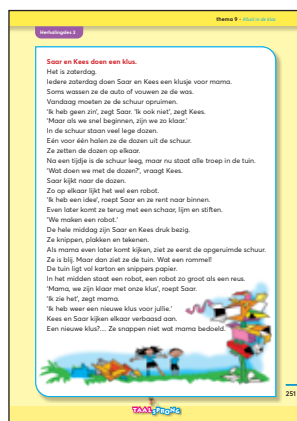 thema 9 - Allout in de klas
Herhalingsles 2
Saar en Kees doen een klus.
Het is zaterdag.
Iedere zaterdag doen Saar en Kees een klusje voor mama.
Soms wassen ze de auto of vouwen ze de was.
Vandaag moeten ze de schuur opruimen.
'Ik heb geen zin', zegt Saar. 'Ik ook niet', zegt Kees.
'Maar als we snel beginnen, zijn we zo klaar.'
In de schuur staan veel lege dozen.
Eén voor één halen ze de dozen uit de schuur.
Ze zetten de dozen op elkaar.
Na een tijdje is de schuur leeg, maar nu staat alle troep in de tuin.
'Wat doen we met de dozen?', vraagt Kees.
Saar kijkt naar de dozen.
Zo op elkaar lijkt het wel een robot.
'Ik heb een idee', roept Saar en ze rent naar binnen.
Even later komt ze terug met een schaar, lijm en stiften.
'We maken een robot.'
De hele middag zijn Saar en Kees druk bezig.
Ze knippen, plakken en tekenen.
Als mama even later komt kijken, ziet ze eerst de opgeruimde schuur.
Ze is blij. Maar dan ziet ze de tuin. Wat een rommel!
De tuin ligt vol karton en snippers papier.
In het midden staat een robot, een robot zo groot als een reus.
'Mama, we zijn klaar met onze klus', roept Saar.
'Ik zie het', zegt mama.
'Ik heb weer een nieuwe klus voor jullie.'
Kees en Saar kijken elkaar verbaasd aan.
Een nieuwe klus?.... Ze snappen niet wat mama bedoelt.
251
TAALSPRONG